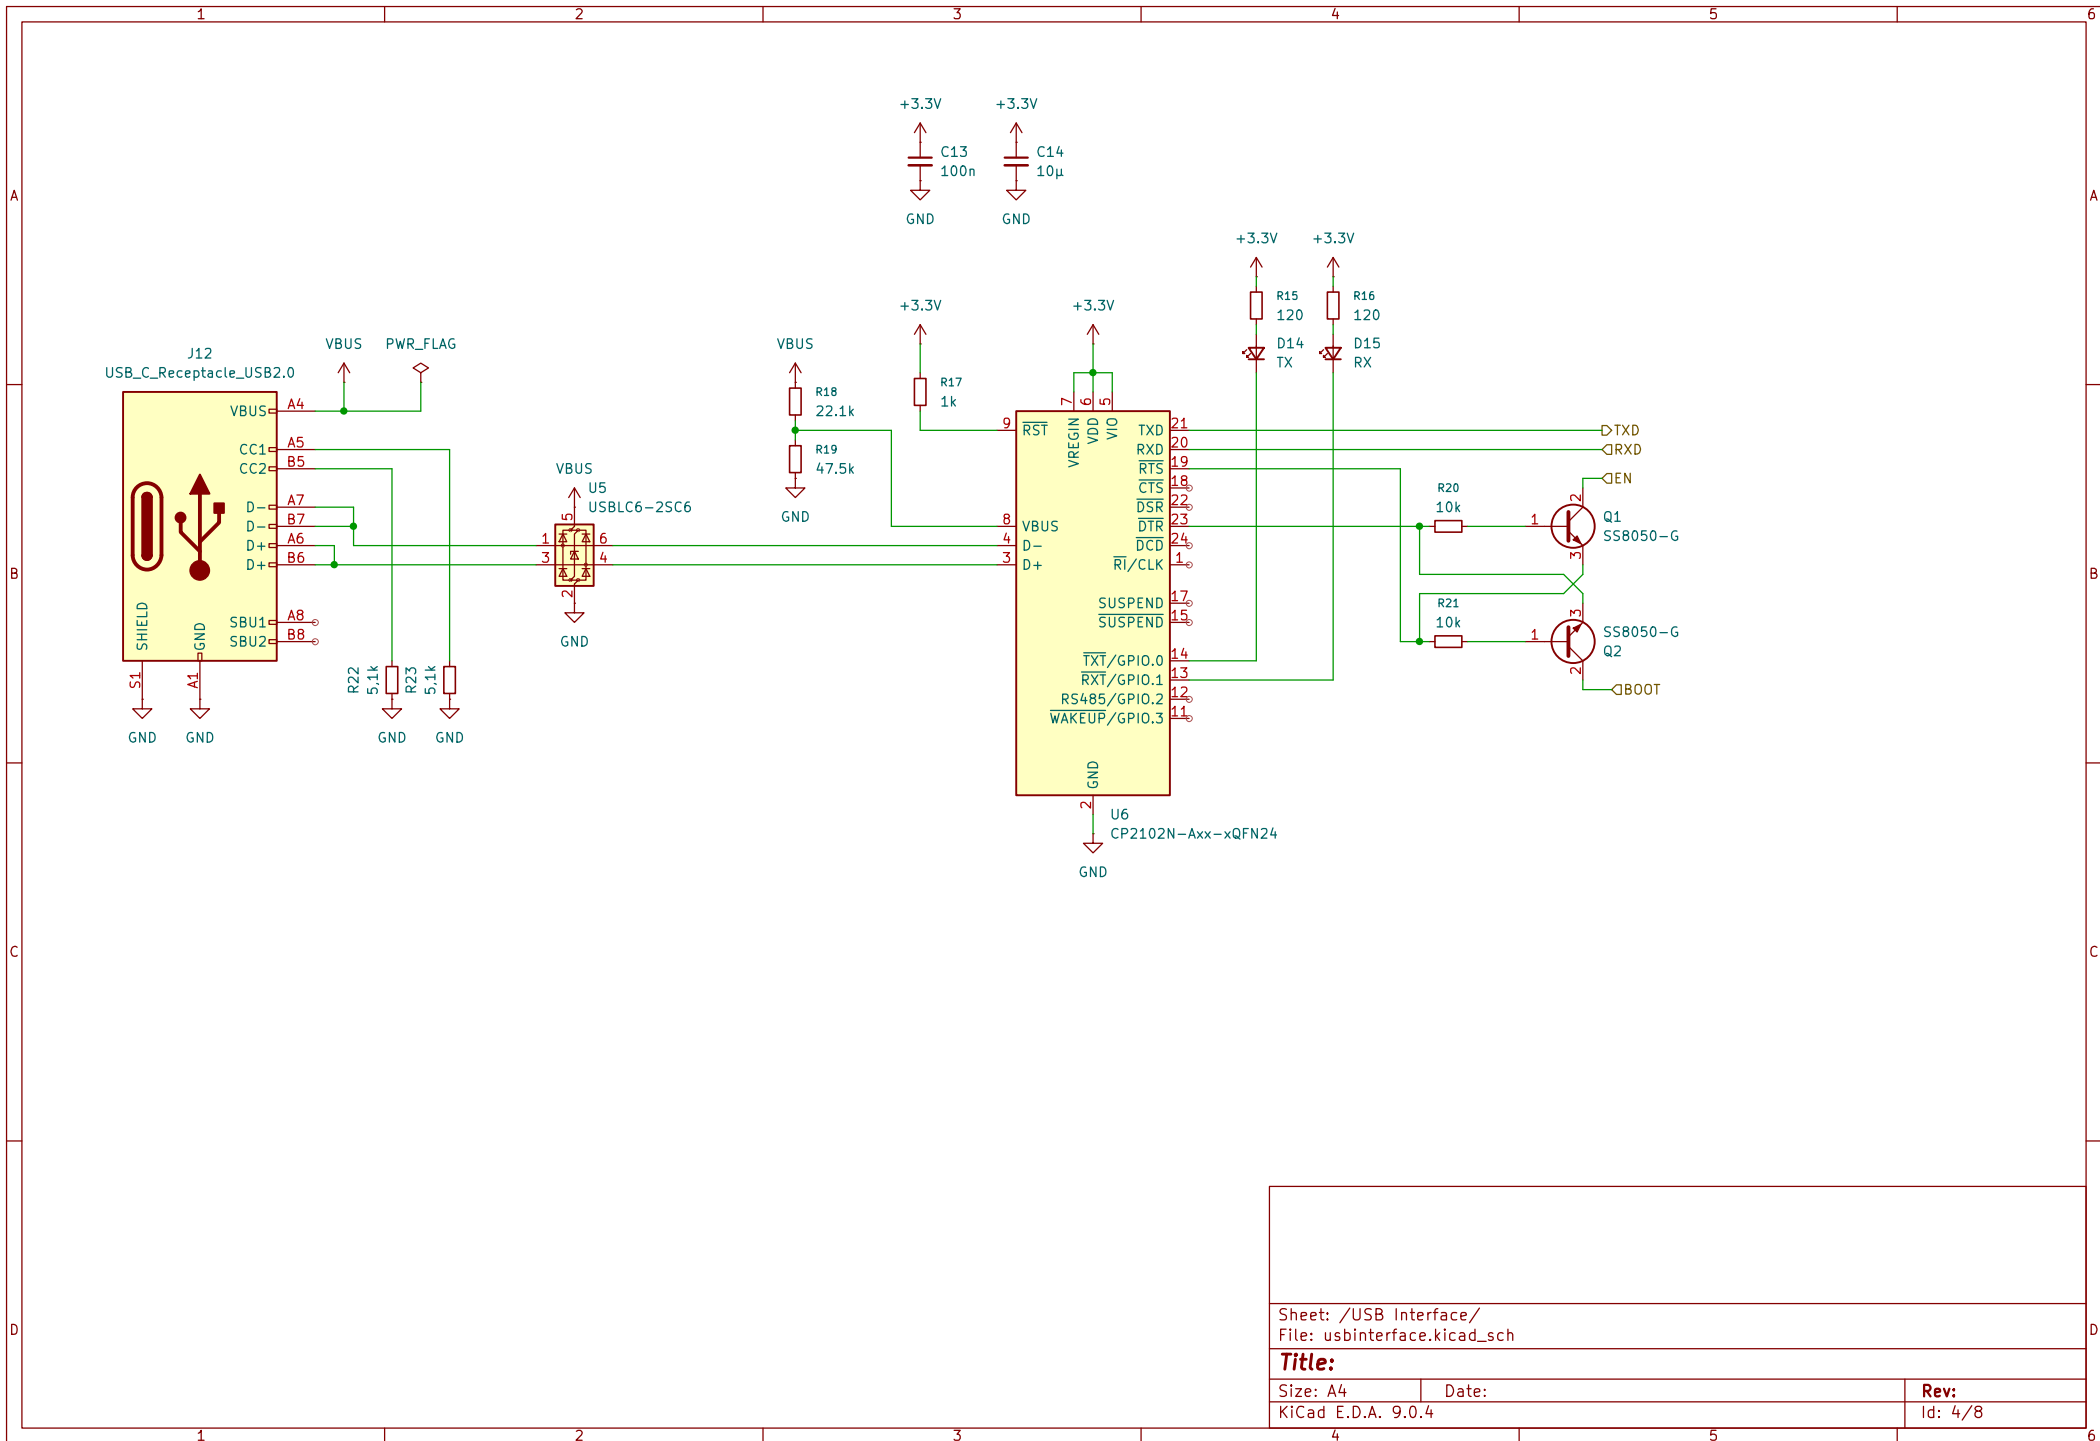 1 2 3 4 5 6
A A
B B
C C
D D
1 2 3 4 5 6
+3.3V +3.3V
C13 C14
100n 10µ
GND GND
+3.3V +3.3V
R15 R16
120 120
D14 D15
TX RX
J12
USB_C_Receptacle_USB2.0
VBUS PWR_FLAG
VBUS A4
CC1 A5
CC2 B5
D- A7
D- B7
D+ A6
D+ B6
SBU1 A8
SBU2 B8
SHIELD GND
S1 A1
GND GND
R22 5,1k
R23 5,1k
GND GND
VBUS
U5
USBLC6-2SC6
5
1 6
3 4
2
GND
VBUS
R18
22.1k
R19
47.5k
GND
+3.3V
R17
1k
+3.3V
7 6 5
VREGIN VDD VIO
9 RST
8 VBUS
4 D-
3 D+
TXD 21
RXD 20
RTS 19
CTS 18
DSR 22
DTR 23
DCD 24
RI/CLK 1
SUSPEND 17
SUSPEND 15
TXT/GPIO.0 14
RXT/GPIO.1 13
RS485/GPIO.2 12
WAKEUP/GPIO.3 11
GND
2
U6
CP2102N-Axx-xQFN24
GND
TXD
RXD
EN
R20
10k
1 2 3
Q1
SS8050-G
R21
10k
1 3 2
SS8050-G
Q2
BOOT
Sheet: /USB Interface/
File: usbinterface.kicad_sch
Title:
Size: A4 Date: Rev:
KiCad E.D.A. 9.0.4 Id: 4/8